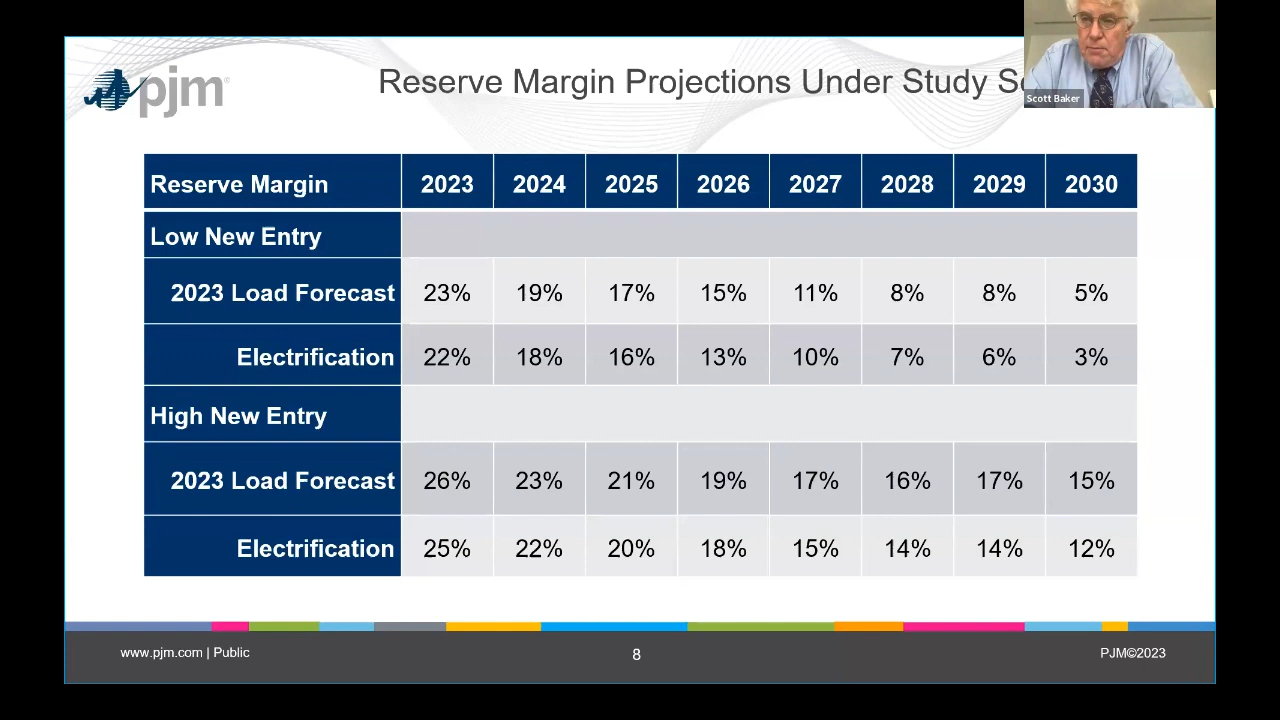 pjm
Reserve Margin Projections Under Study
Scott Baker
Reserve Margin 2023 2024 2025 2026 2027 2028 2029 2030
Low New Entry
2023 Load Forecast 23% 19% 17% 15% 11% 8% 8% 5%
Electrification 22% 18% 16% 13% 10% 7% 6% 3%
High New Entry
2023 Load Forecast 26% 23% 21% 19% 17% 16% 17% 15%
Electrification 25% 22% 20% 18% 15% 14% 14% 12%
www.pjm.com | Public 8 PJM©2023